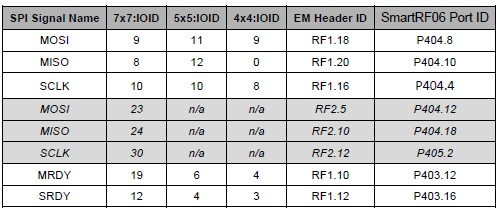 SPI Signal Name 7x7:IOID 5x5:IOID 4x4:IOID EM Header ID SmartRF06 Port ID
MOSI 9 11 9 RF1.18 P404.8
MISO 8 12 0 RF1.20 P404.10
SCLK 10 10 8 RF1.16 P404.4
MOSI 23 n/a n/a RF2.5 P404.12
MISO 24 n/a n/a RF2.10 P404.18
SCLK 30 n/a n/a RF2.12 P405.2
MRDY 19 6 4 RF1.10 P403.12
SRDY 12 4 3 RF1.12 P403.16